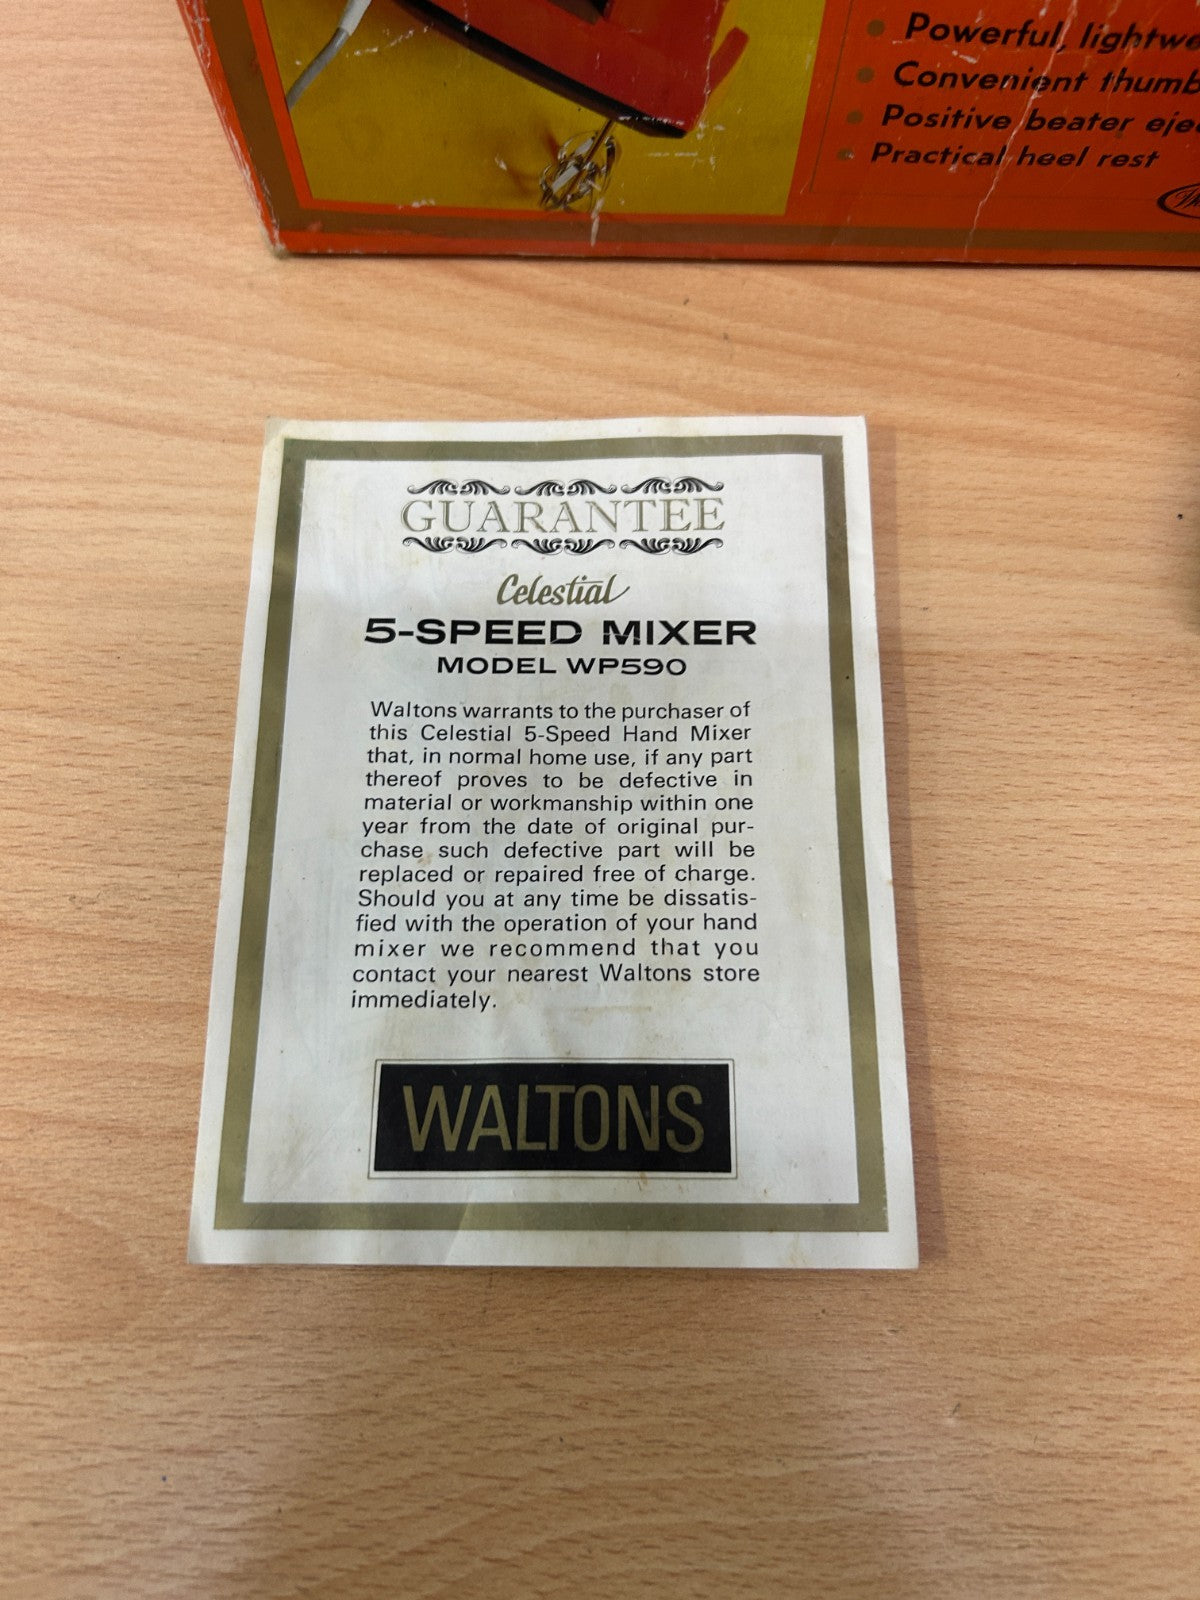 Powerful, 
Convenient
Positive beater
Practical heel rest
GUARANTEE
Celestial
5-SPEED MIXER
MODEL WP590
Waltons warrants to the purchaser of
this Celestial 5-Speed Hand Mixer
that, in normal home use, if any part
thereof proves to be defective in
material or workmanship within one
year from the date of original pur-
chase such defective part will be
replaced or repaired free of charge.
Should you at any time be dissatis-
fied with the operation of your hand
mixer we recommend that you
contact your nearest Waltons store
immediately.
WALTONS